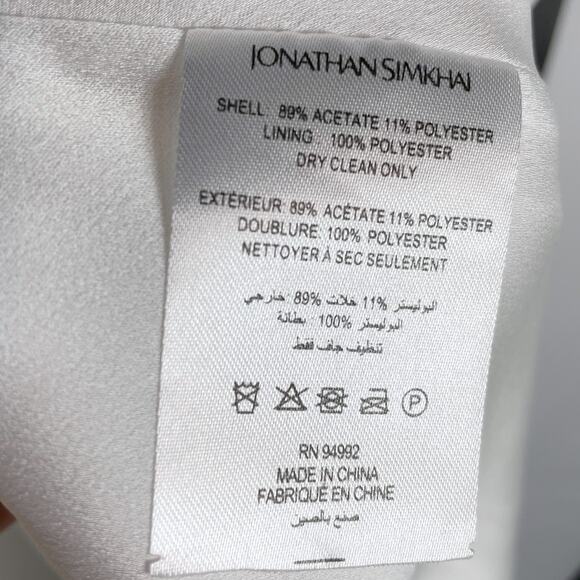 JONATHAN SIMKHAI
SHELL: 89% ACETATE 11% POLYESTER
LINING: 100% POLYESTER
DRY CLEAN ONLY
EXTÉRIEUR: 89% ACÉTATE 11% POLYESTER
DOUBLURE: 100% POLYESTER
NETTOYER À SEC SEULEMENT
البوليستر 11% خلات 89% خارجي:
البوليستر 100% :بطانة
تنظيف جاف فقط
P
RN 94992
MADE IN CHINA
FABRIQUÉ EN CHINE
صنع بالصين